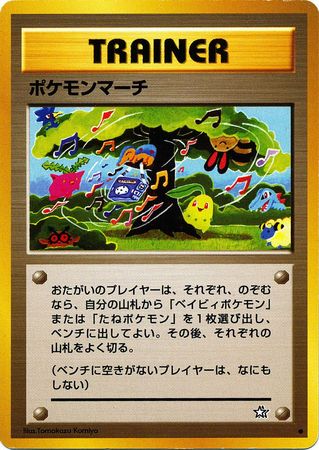 TRAINER
ポケモンマーチ
おたがいのプレイヤーは、それぞれ、のぞむ
なら、自分の山札から「ベイビィポケモン」
または「たねポケモン」を1枚選び出し、
ベンチに出してよい。その後、それぞれの
山札をよく切る。
(ベンチに空きがないプレイヤーは、なにも
しない)
Illus.Tomokazu Komiya